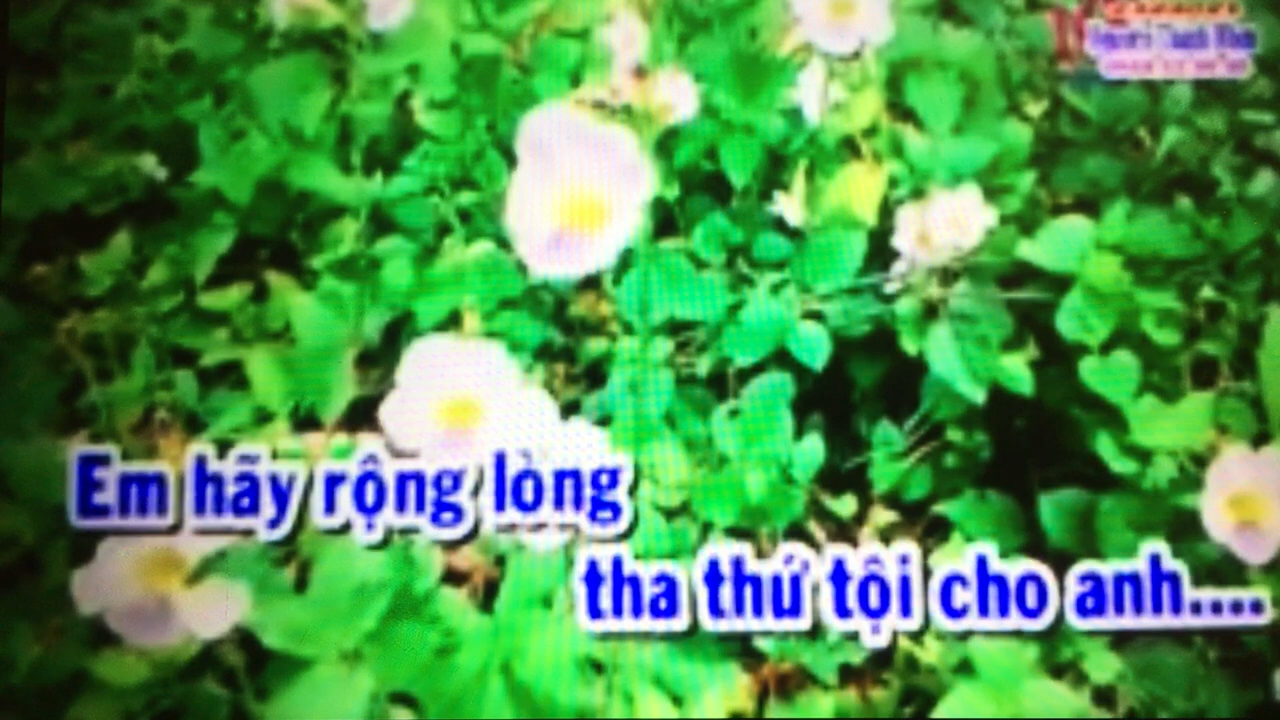 Em hãy rộng lòng
tha thứ tội cho anh....